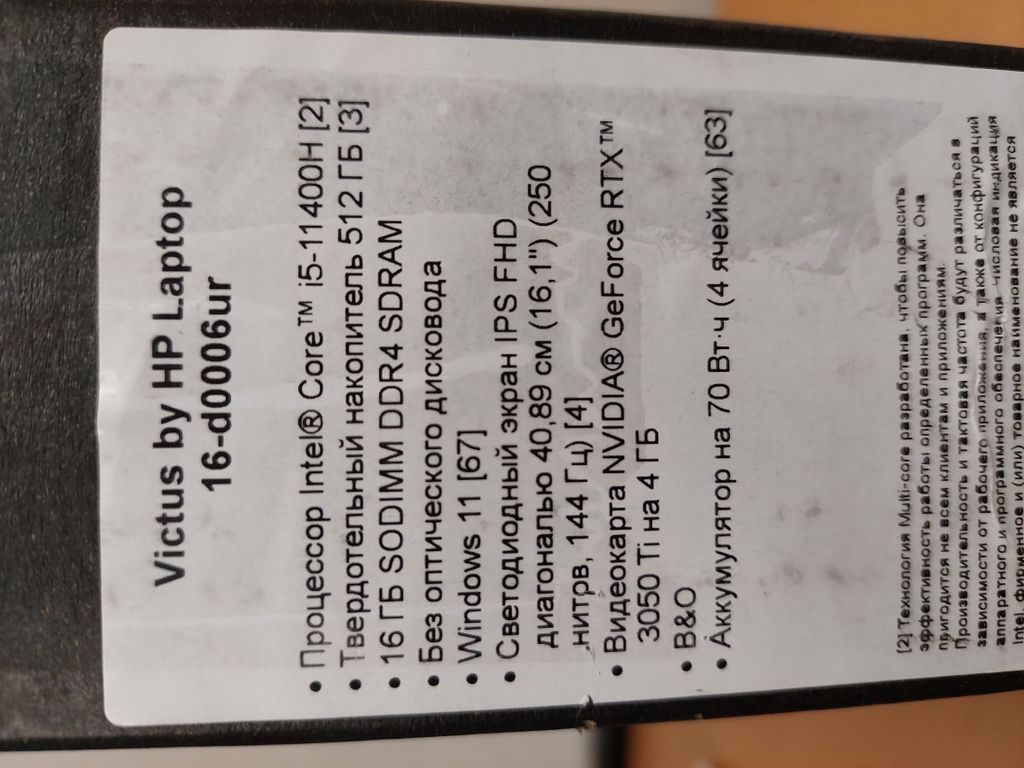 Victus by HP Laptop
16-d0006ur
• Процессор Intel® Core™ i5-11400H [2]
• Твердотельный накопитель 512 ГБ [3]
• 16 ГБ SODIMM DDR4 SDRAM
• Без оптического дисковода
• Windows 11 [67]
• Светодиодный экран IPS FHD
диагональю 40,89 см (16,1") (250
нитрв, 144 Гц) [4]
• Видеокарта NVIDIA® GeForce RTX™
3050 Ti на 4 ГБ
• B&O
• Аккумулятор на 70 Вт·ч (4 ячейки) [63]
[2] Технология Multi-core разработана, чтобы повысить
эффективность работы определенных программ. Она
пригодится не всем клиентам и приложениям.
Производительность и тактовая частота будут различаться в
зависимости от рабочего приложения, а также от конфигураций
аппаратного и программного обеспечения. числовая индикация
Intel, фирменное и (или) товарное наименование не является